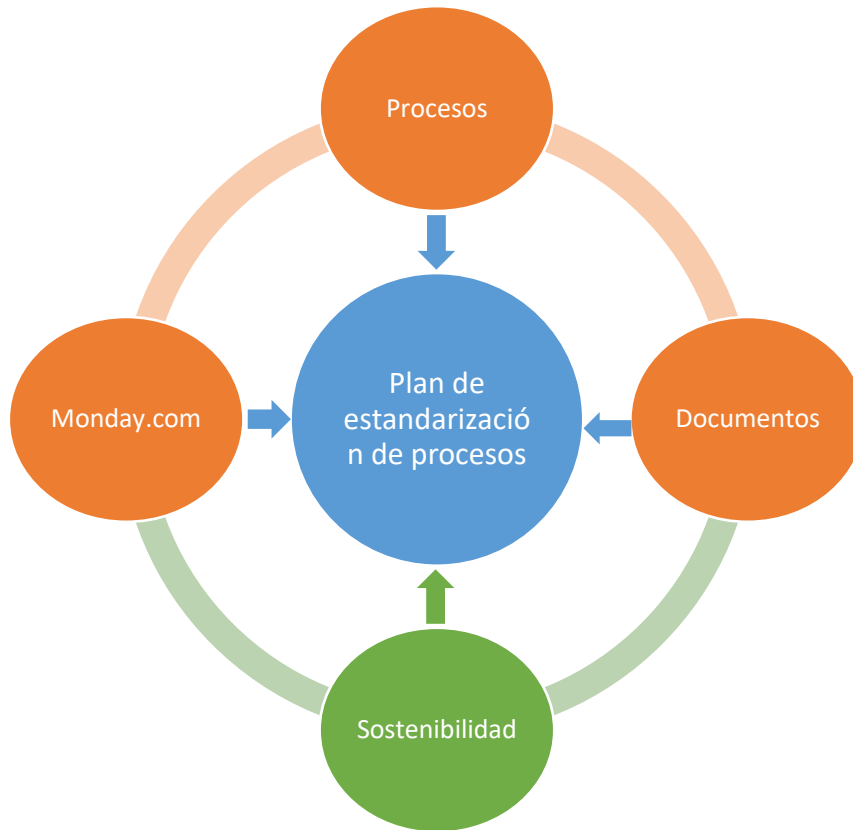 Procesos
Monday.com
Plan de
estandarizació
n de procesos
Documentos
Sostenibilidad